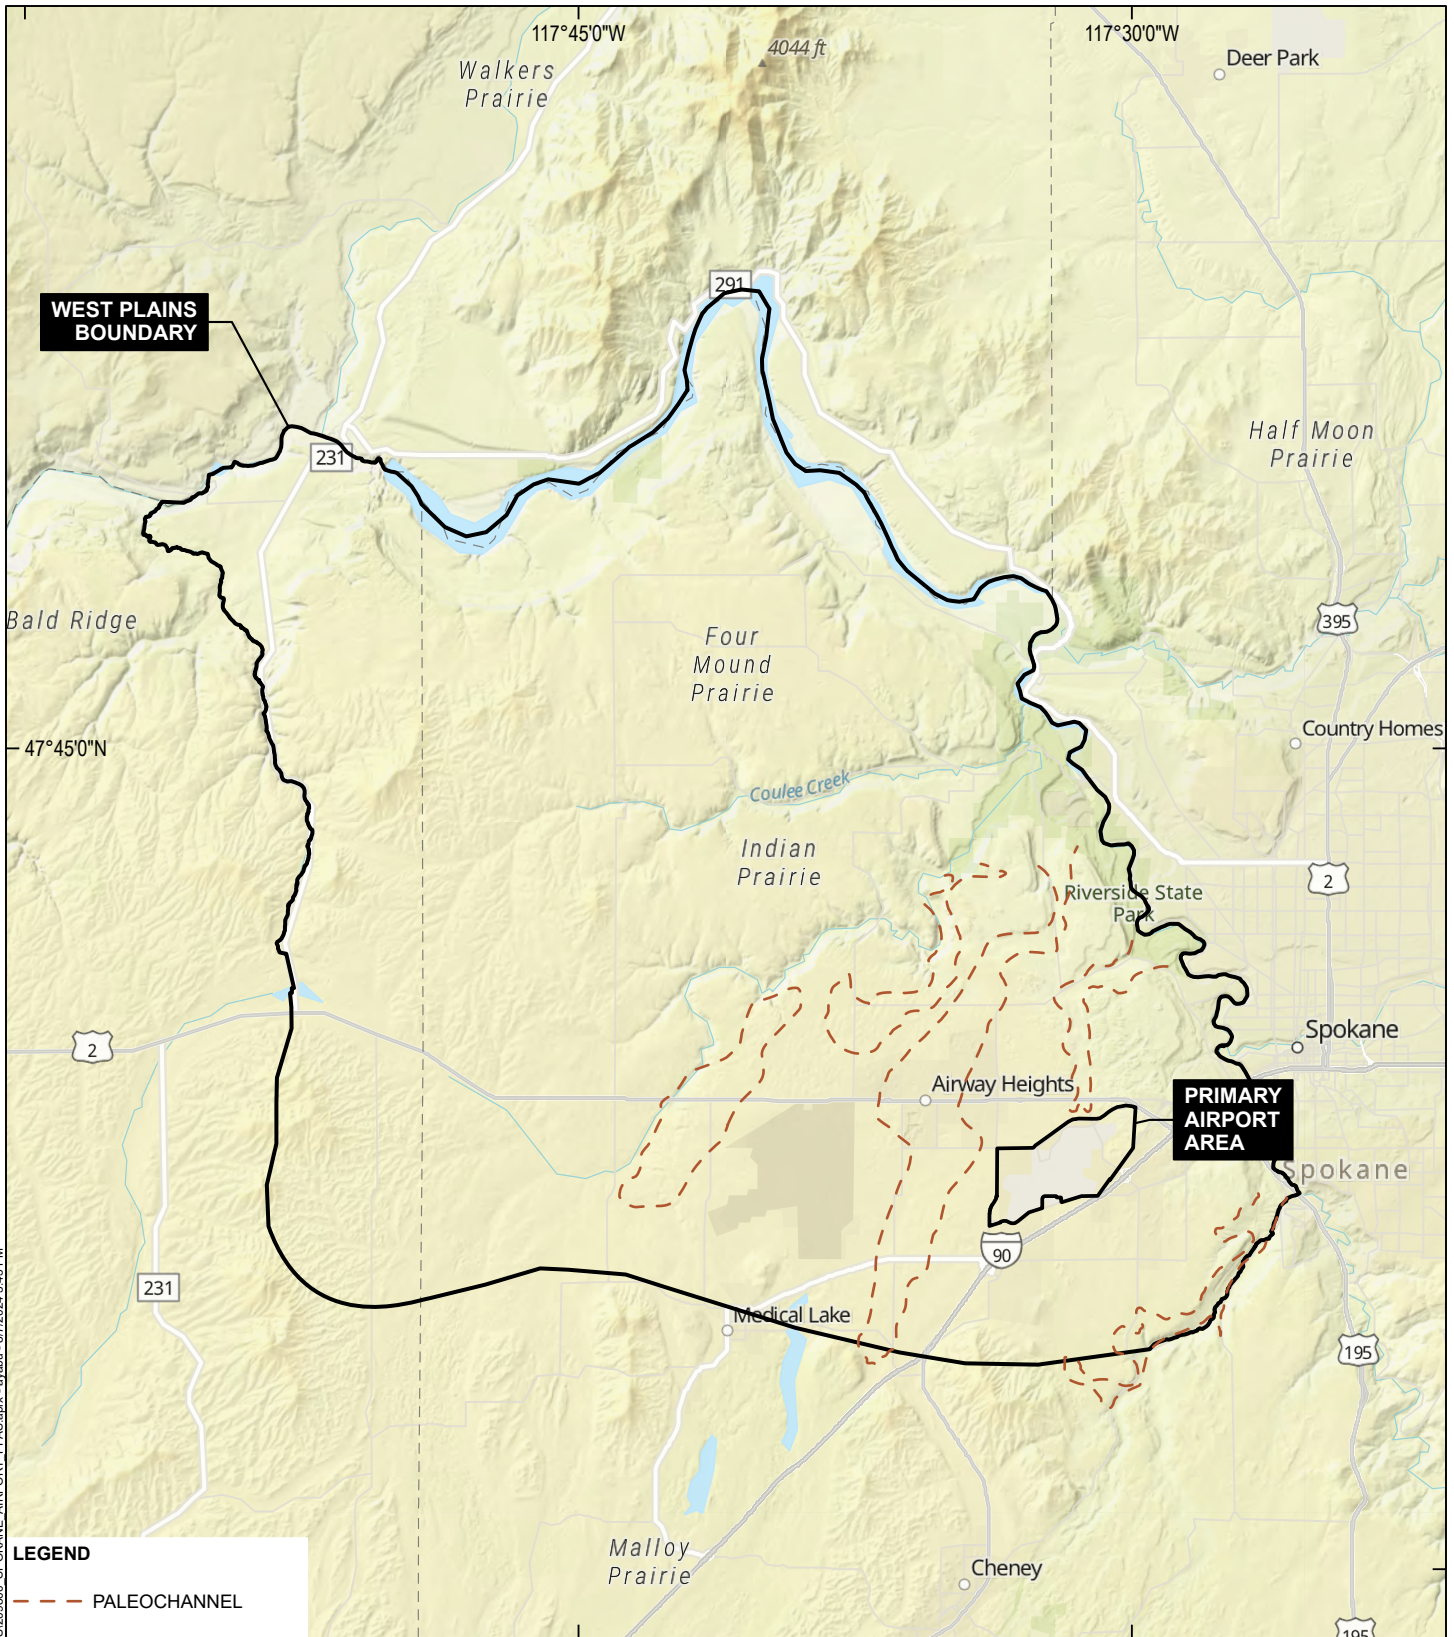 117°45'0"W
117°30'0"W
4044 ft
Deer Park
Walkers
Prairie
291
WEST PLAINS
BOUNDARY
231
Half Moon
Prairie
Bald Ridge
395
Four
Mound
Prairie
47°45'0"N
Country Homes
Coulee Creek
Indian
Prairie
2
Riverside State
Park
Spokane
2
Airway Heights
PRIMARY
AIRPORT
AREA
Spokane
90
231
Medical Lake
195
Malloy
Prairie
Cheney
LEGEND
PALEOCHANNEL
195